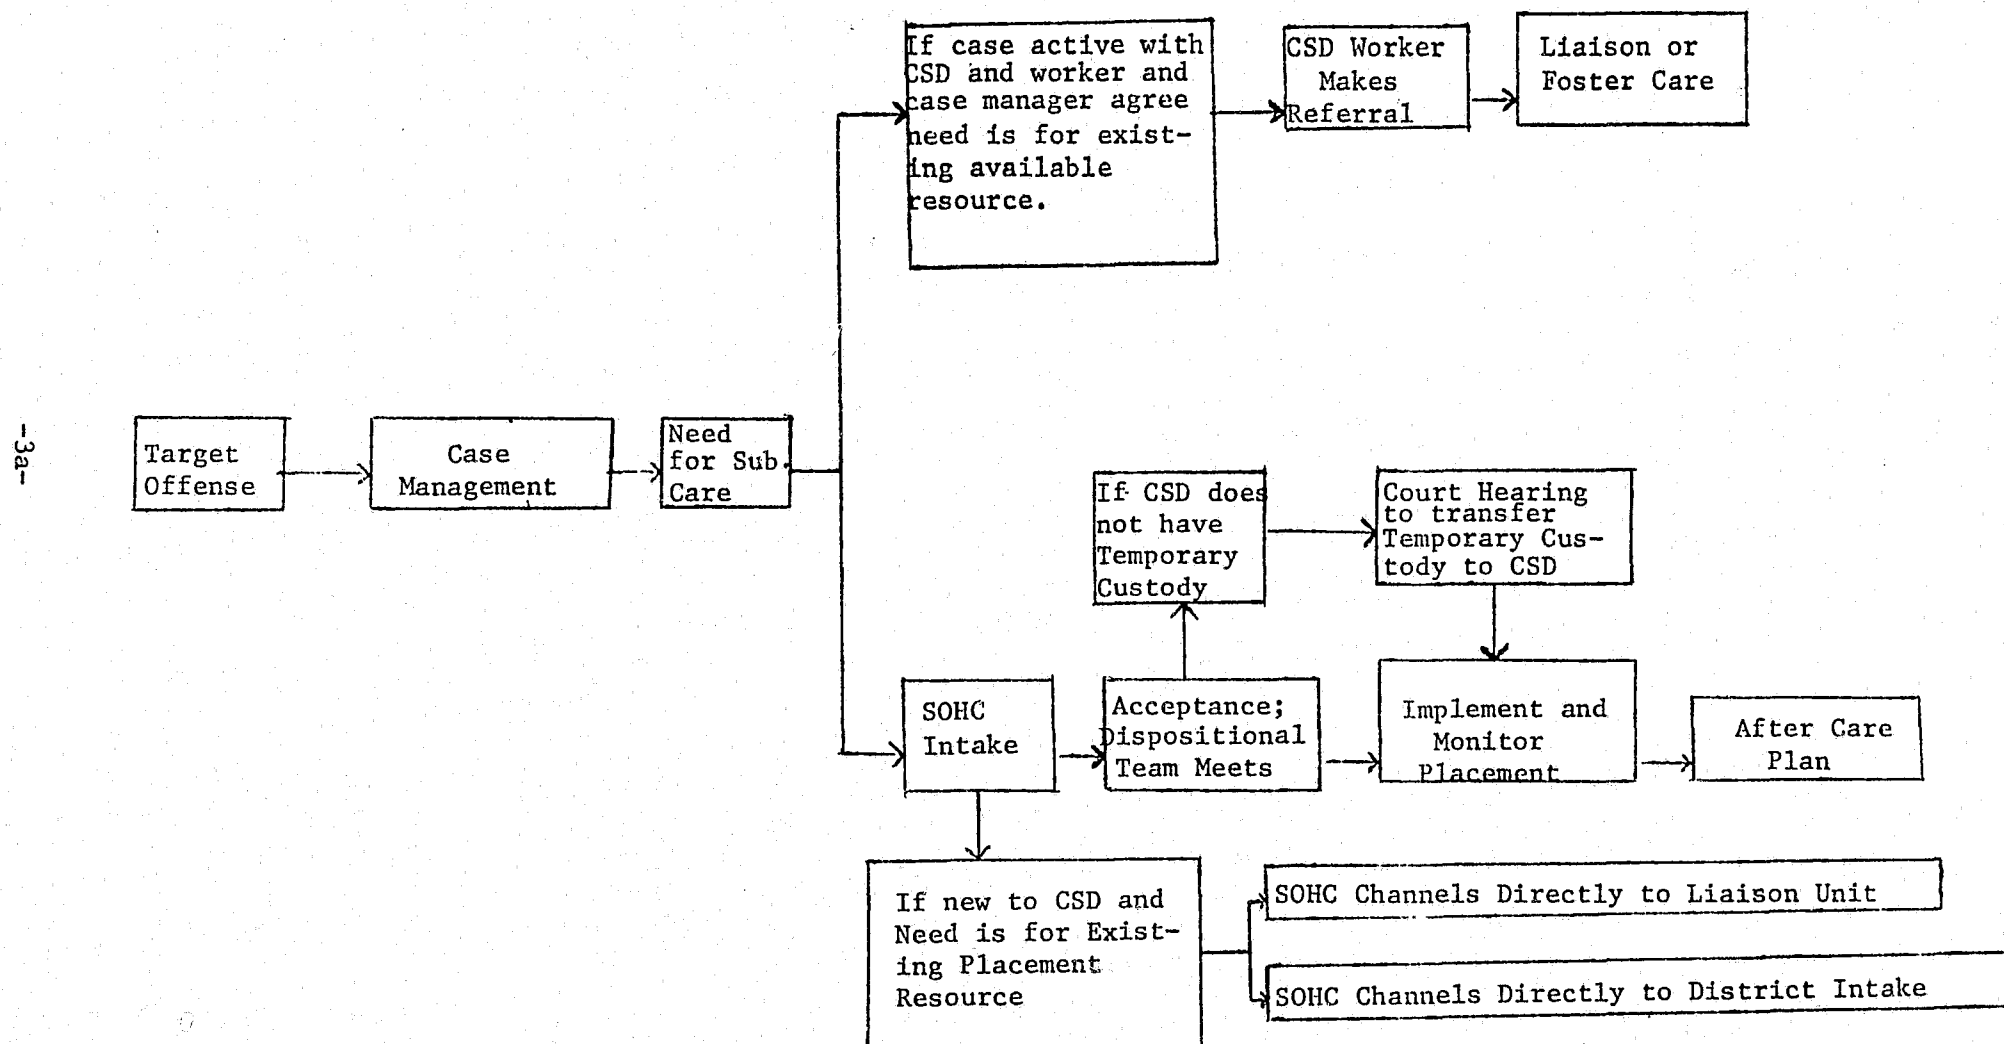 If case active with
CSD and worker and
case manager agree
need is for exist-
ing available
resource.
CSD Worker
Makes
Referral
Liaison or
Foster Care
-3a-
Target
Offense
Case
Management
Need
for Sub.
Care
If CSD does
not have
Temporary
Custody
Court Hearing
to transfer
Temporary Cus-
tody to CSD
SOHC
Intake
Acceptance;
Dispositional
Team Meets
Implement and
Monitor
Placement
After Care
Plan
If new to CSD and
Need is for Exist-
ing Placement
Resource
SOHC Channels Directly to Liaison Unit
SOHC Channels Directly to District Intake